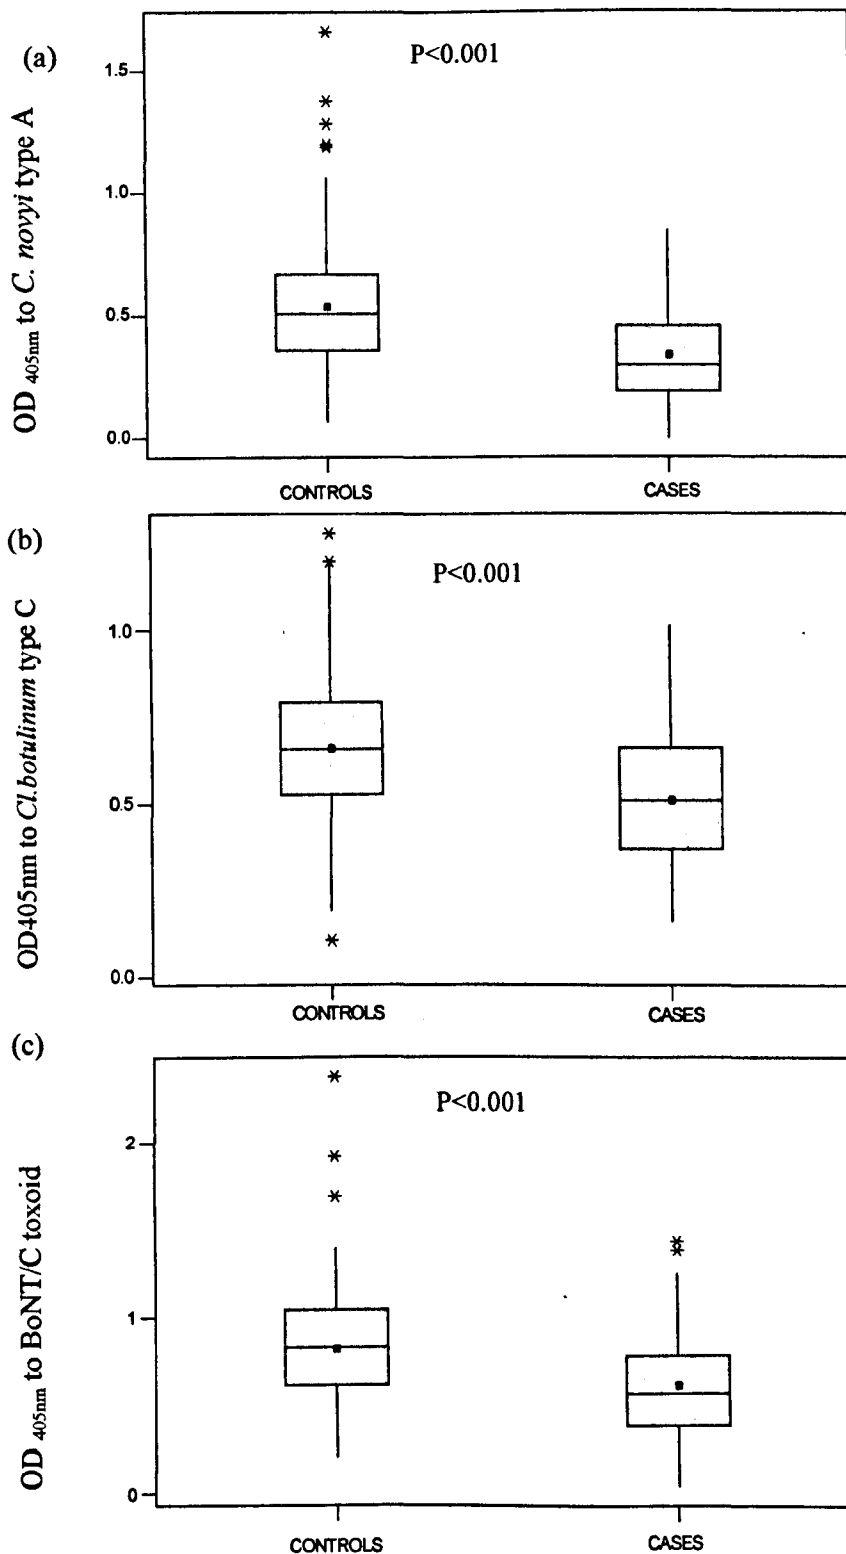 (a)
P<0.001
OD 405nm to C. novyi type A
1.5
1.0
0.5
0.0
CONTROLS CASES
(b)
P<0.001
OD405nm to Cl.botulinum type C
1.0
0.5
0.0
CONTROLS CASES
(c)
P<0.001
OD 405nm to BoNT/C toxoid
2
1
0
CONTROLS CASES